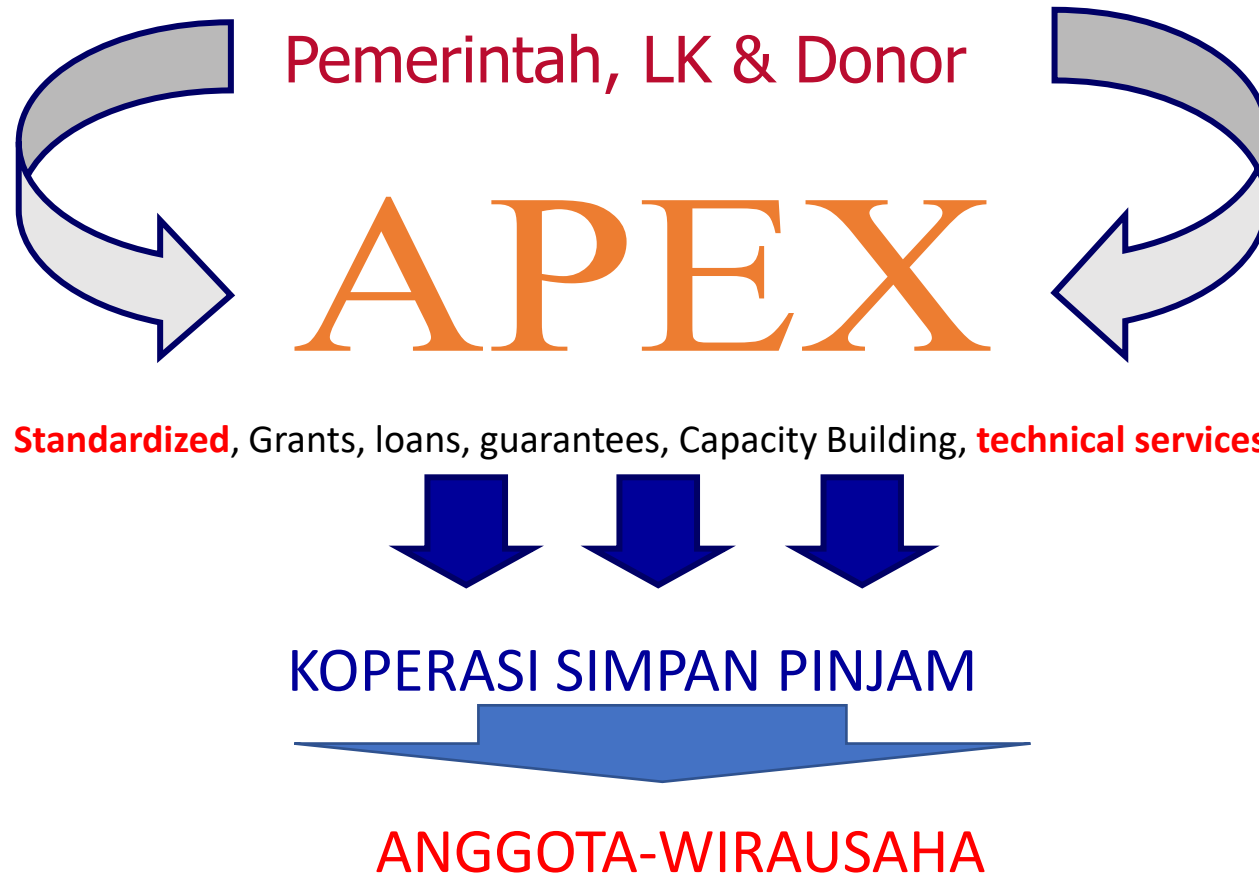 Pemerintah, LK & Donor
APEX
Standardized, Grants, loans, guarantees, Capacity Building, technical services
KOPERASI SIMPAN PINJAM
ANGGOTA-WIRAUSAHA